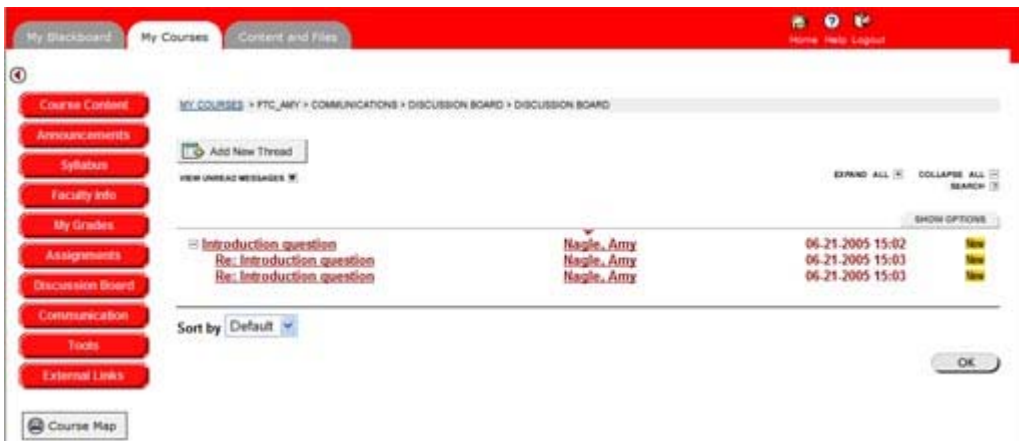 My Blackboard My Courses Content and Files Home Help Logout
Course Content
MY COURSES > FTC_AMY > COMMUNICATIONS > DISCUSSION BOARD > DISCUSSION BOARD
Announcements
Add New Thread
Syllabus
VIEW UNREAD MESSAGES EXPAND ALL COLLAPSE ALL
SEARCH
Faculty Info
My Grades
SHOW OPTIONS
Introduction question Nagle, Amy 06-21-2005 15:02 New
Assignments
Re: Introduction question Nagle, Amy 06-21-2005 15:03 New
Re: Introduction question Nagle, Amy 06-21-2005 15:03 New
Discussion Board
Communication
Sort by Default
Tools
OK
External Links
Course Map